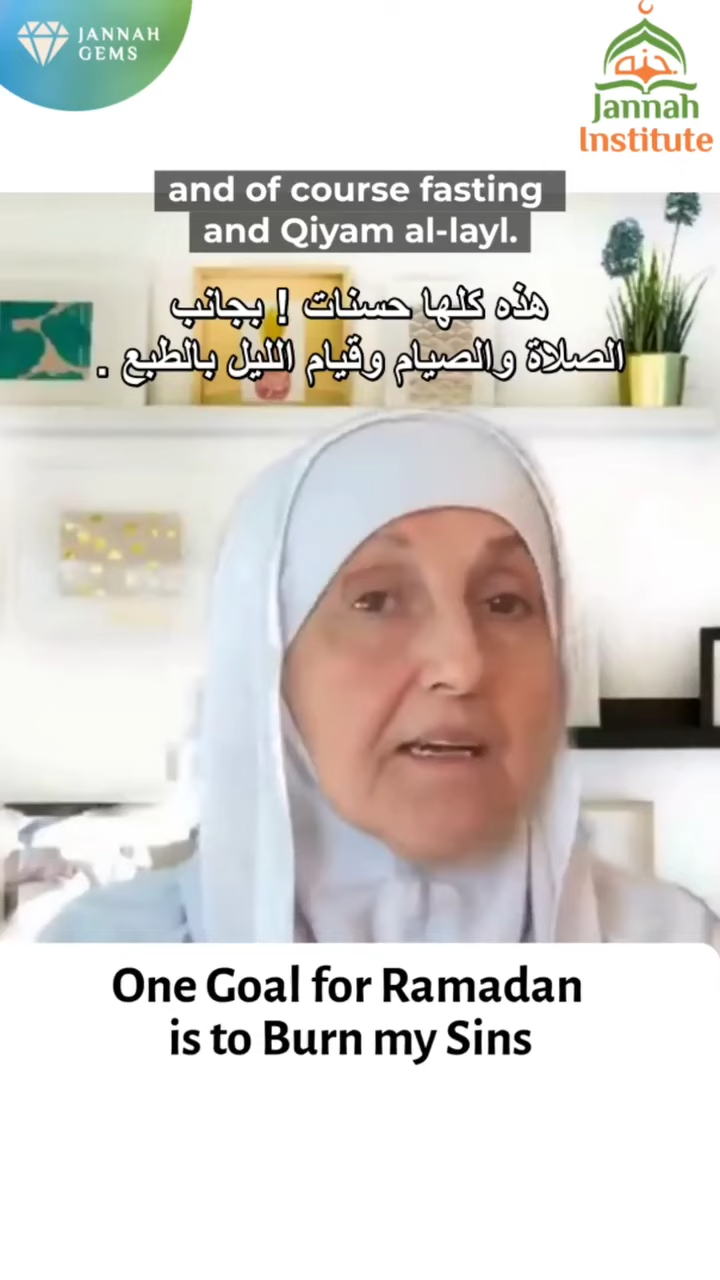 JANNAH
GEMS
جنه
Jannah
Institute
and of course fasting
and Qiyam al-layl.
هذه كلها حسنات ! بجانب
الصلاة والصيام وقيام الليل بالطبع .
One Goal for Ramadan
is to Burn my Sins